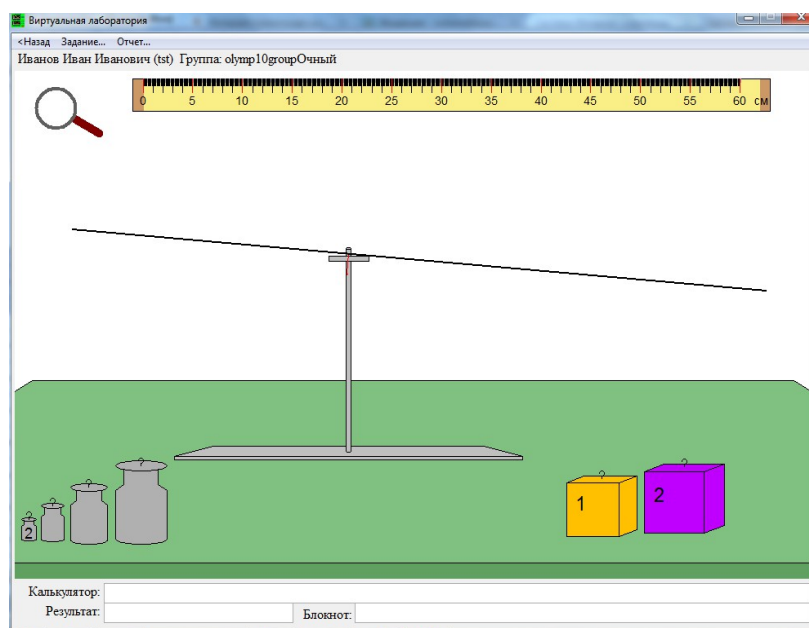 Виртуальная лаборатория
<Назад Задание... Отчет...
Иванов Иван Иванович (tst) Группа: olymp10groupОчный
0 5 10 15 20 25 30 35 40 45 50 55 60 см
2
1
2
Калькулятор:
Результат: Блокнот: